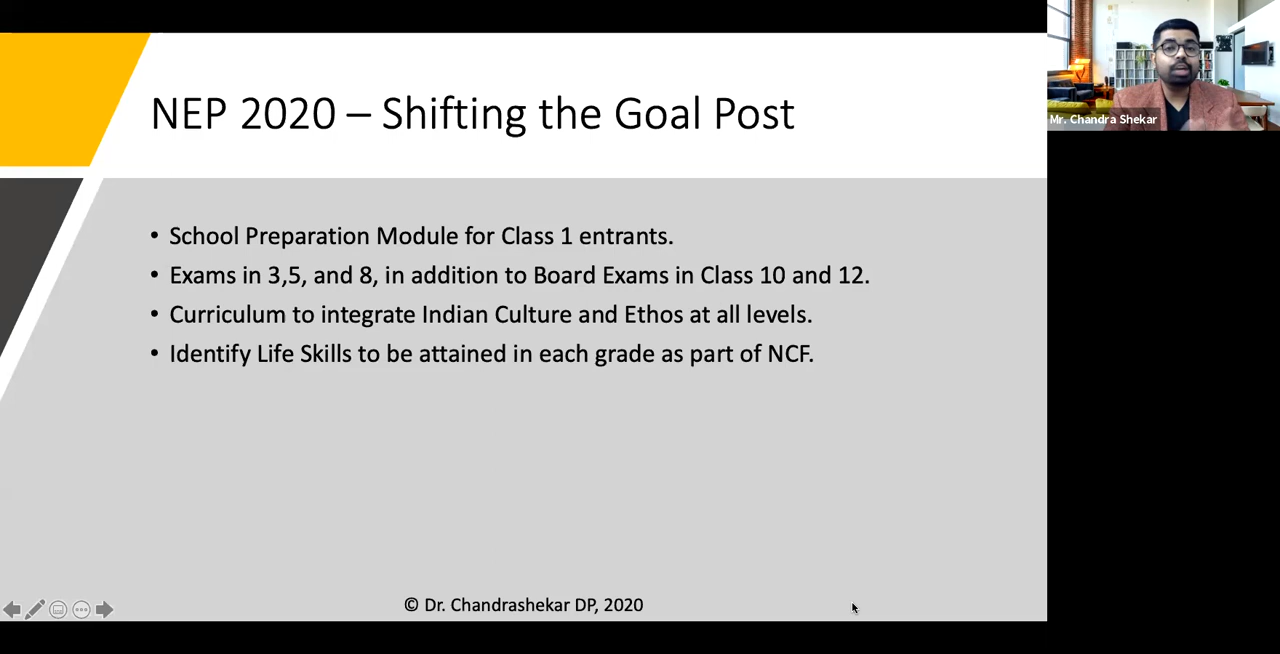 NEP 2020 – Shifting the Goal Post
Mr. Chandra Shekar
• School Preparation Module for Class 1 entrants.
• Exams in 3,5, and 8, in addition to Board Exams in Class 10 and 12.
• Curriculum to integrate Indian Culture and Ethos at all levels.
• Identify Life Skills to be attained in each grade as part of NCF.
© Dr. Chandrashekar DP, 2020